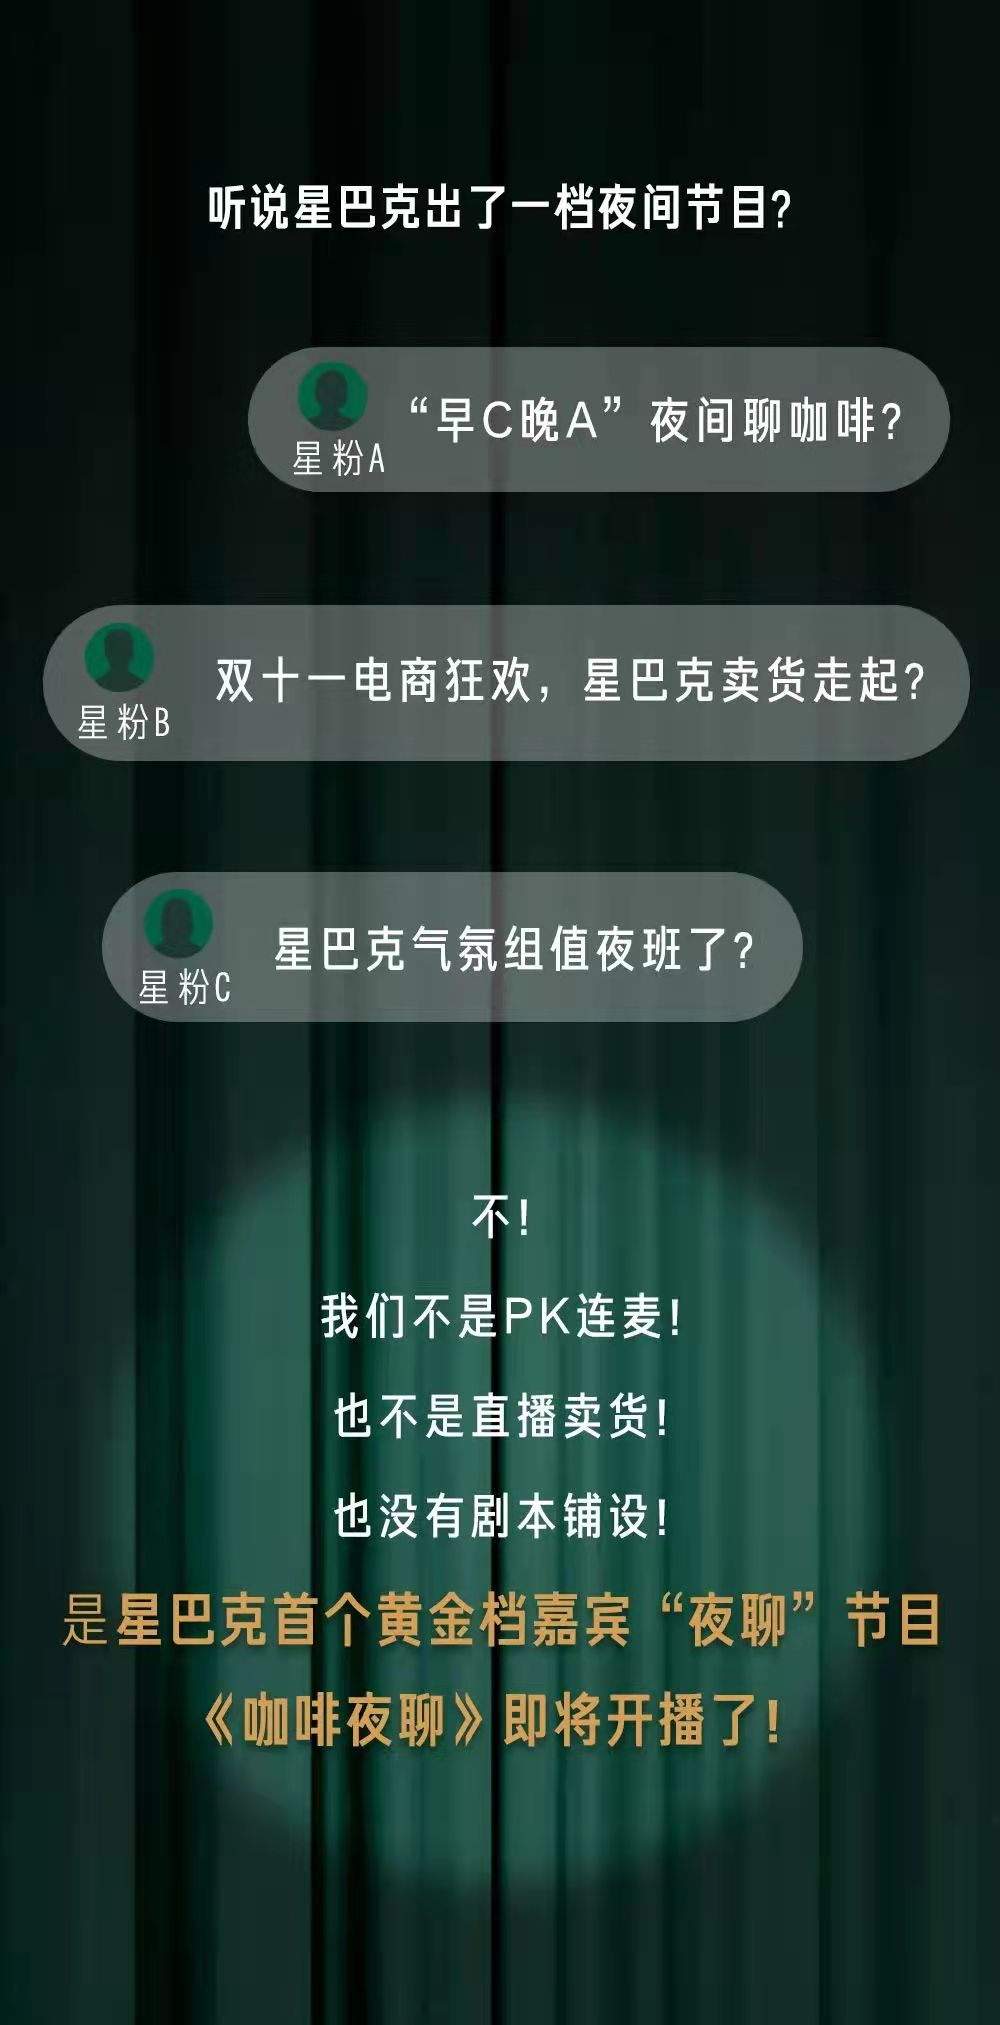 听说星巴克出了一档夜间节目?
“早C晚A”夜间聊咖啡?
星粉A
双十一电商狂欢，星巴克卖货走起?
星粉B
星巴克气氛组值夜班了?
星粉C
不!
我们不是PK连麦!
也不是直播卖货!
也没有剧本铺设!
是星巴克首个黄金档嘉宾“夜聊”节目
《咖啡夜聊》即将开播了!